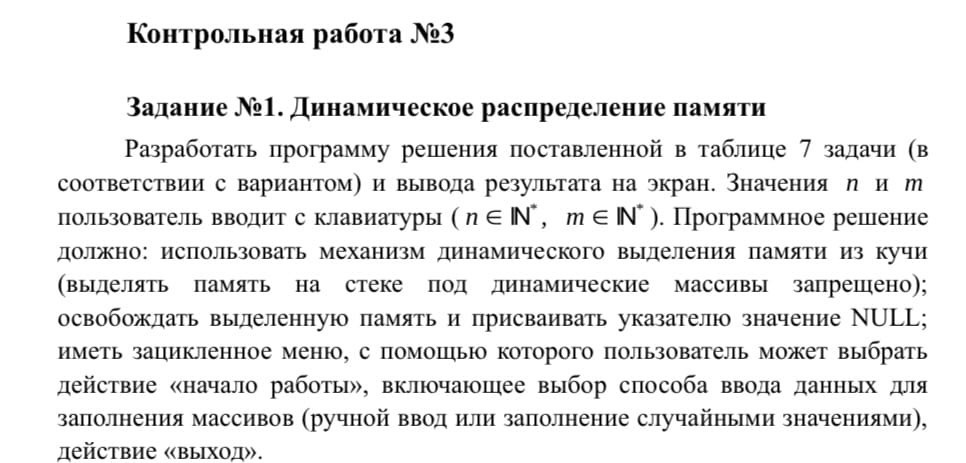 Контрольная работа №3
Задание №1. Динамическое распределение памяти
Разработать программу решения поставленной в таблице 7 задачи (в
соответствии с вариантом) и вывода результата на экран. Значения n и m
пользователь вводит с клавиатуры ( n ∈ ℕ*, m ∈ ℕ* ). Программное решение
должно: использовать механизм динамического выделения памяти из кучи
(выделять память на стеке под динамические массивы запрещено);
освобождать выделенную память и присваивать указателю значение NULL;
иметь зацикленное меню, с помощью которого пользователь может выбрать
действие «начало работы», включающее выбор способа ввода данных для
заполнения массивов (ручной ввод или заполнение случайными значениями),
действие «выход».